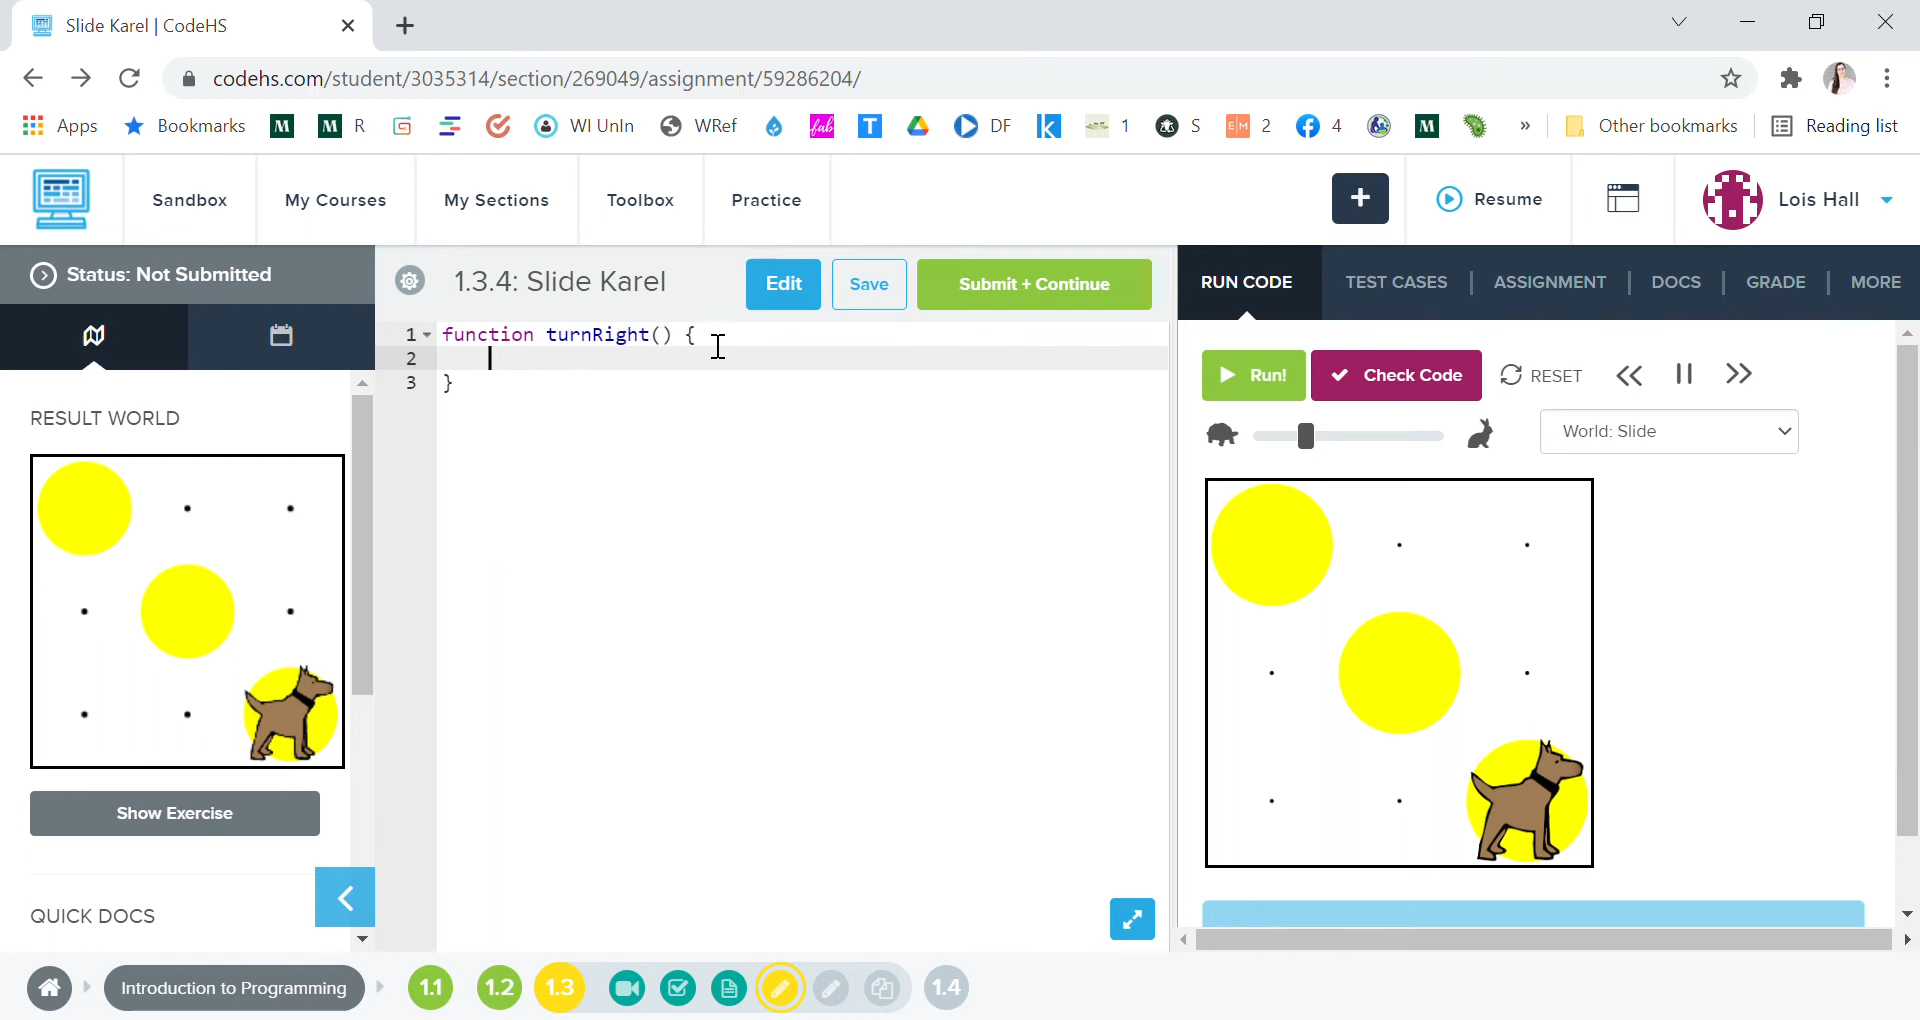 Slide Karel | CodeHS
codehs.com/student/3035314/section/269049/assignment/59286204/
Apps Bookmarks M M R WI UnIn WRef fab T DF K 1 S E M 2 4 M » Other bookmarks Reading list
Sandbox My Courses My Sections Toolbox Practice + Resume Lois Hall
Status: Not Submitted
1.3.4: Slide Karel Edit Save Submit + Continue
RUN CODE TEST CASES ASSIGNMENT DOCS GRADE MORE
1 function turnRight() {
2
3 }
RESULT WORLD
Show Exercise
QUICK DOCS
Run! Check Code RESET
World: Slide
Introduction to Programming 1.1 1.2 1.3 1.4